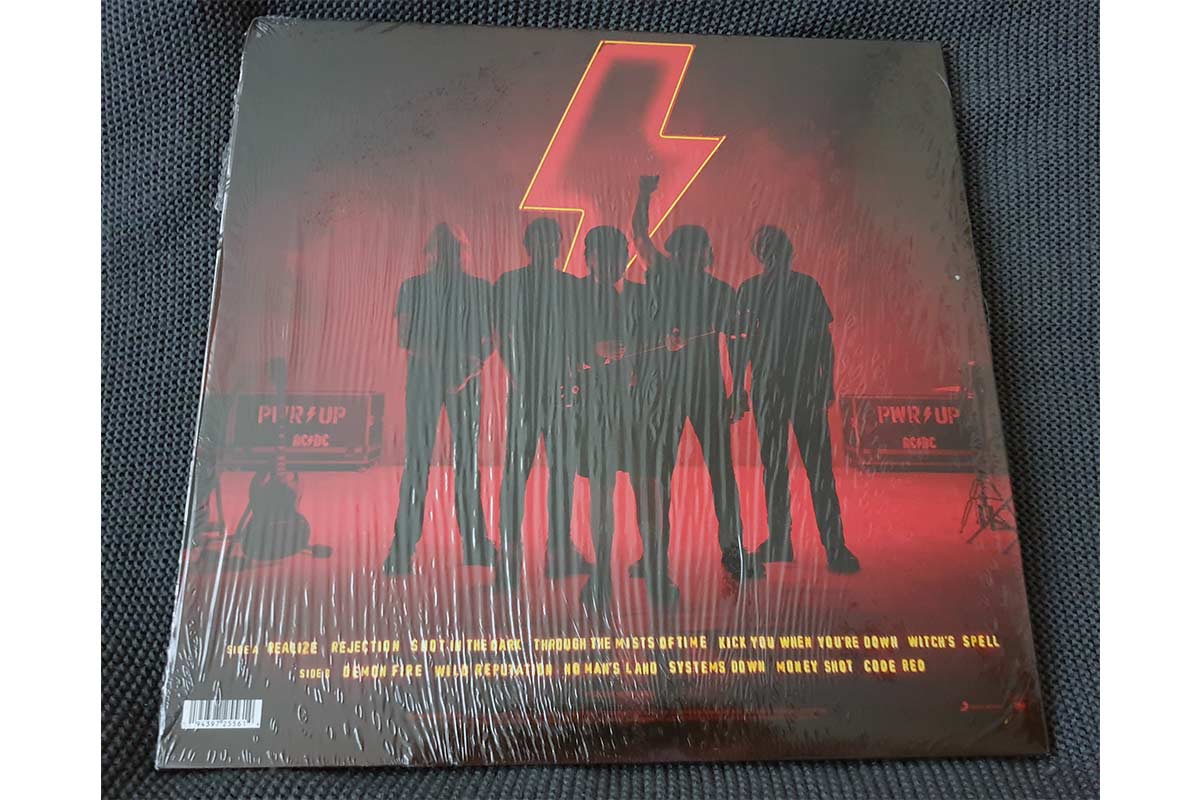 PWR UP
AC DC
PWR UP
AC DC
SIDE A REALIZE REJECTION SHOT IN THE DARK THROUGH THE MISTS OF TIME KICK YOU WHEN YOU'RE DOWN WITCH'S SPELL
SIDE B DEMON FIRE WILD REPUTATION NO MAN'S LAND SYSTEMS DOWN MONEY SHOT CODE RED